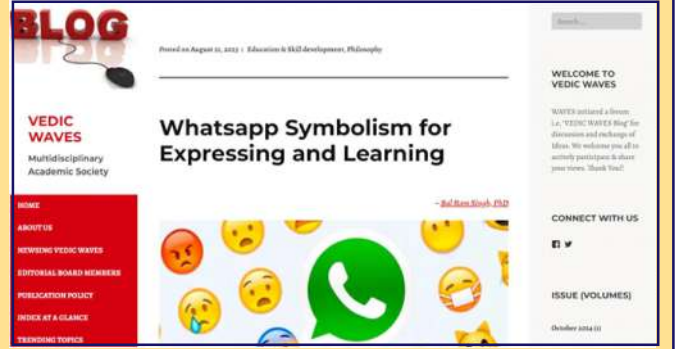 BLOG
VEDIC
WAVES
Multidisciplinary
Academic Society
HOME
ABOUT US
NEWSING VEDIC WAVES
EDITORIAL BOARD MEMBERS
PUBLICATION POLICY
INDEX AT A GLANCE
TRENDING TOPICS
Posted on August 21, 2023 : Education & Skill development, Philosophy
Whatsapp Symbolism for
Expressing and Learning
– Bal Ram Singh, PhD
Search …
WELCOME TO
VEDIC WAVES
WAVES initiated a forum
i.e, 'VEDIC WAVES Blog' for
discussion and exchange of
Ideas. We welcome you all to
actively participate & share
your views. Thank You!!
CONNECT WITH US
ISSUE (VOLUMES)
October 2024 (1)